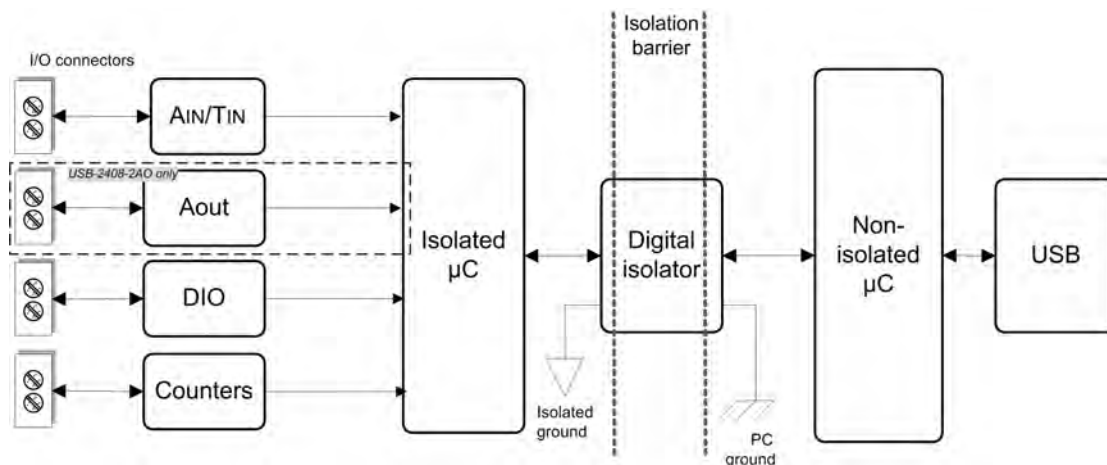 Isolation
barrier
I/O connectors
AIN/TIN
USB-2408-2AO only
Aout
Isolated
µC
Digital
isolator
Non-
isolated
µC
USB
DIO
Counters
Isolated
ground
PC
ground